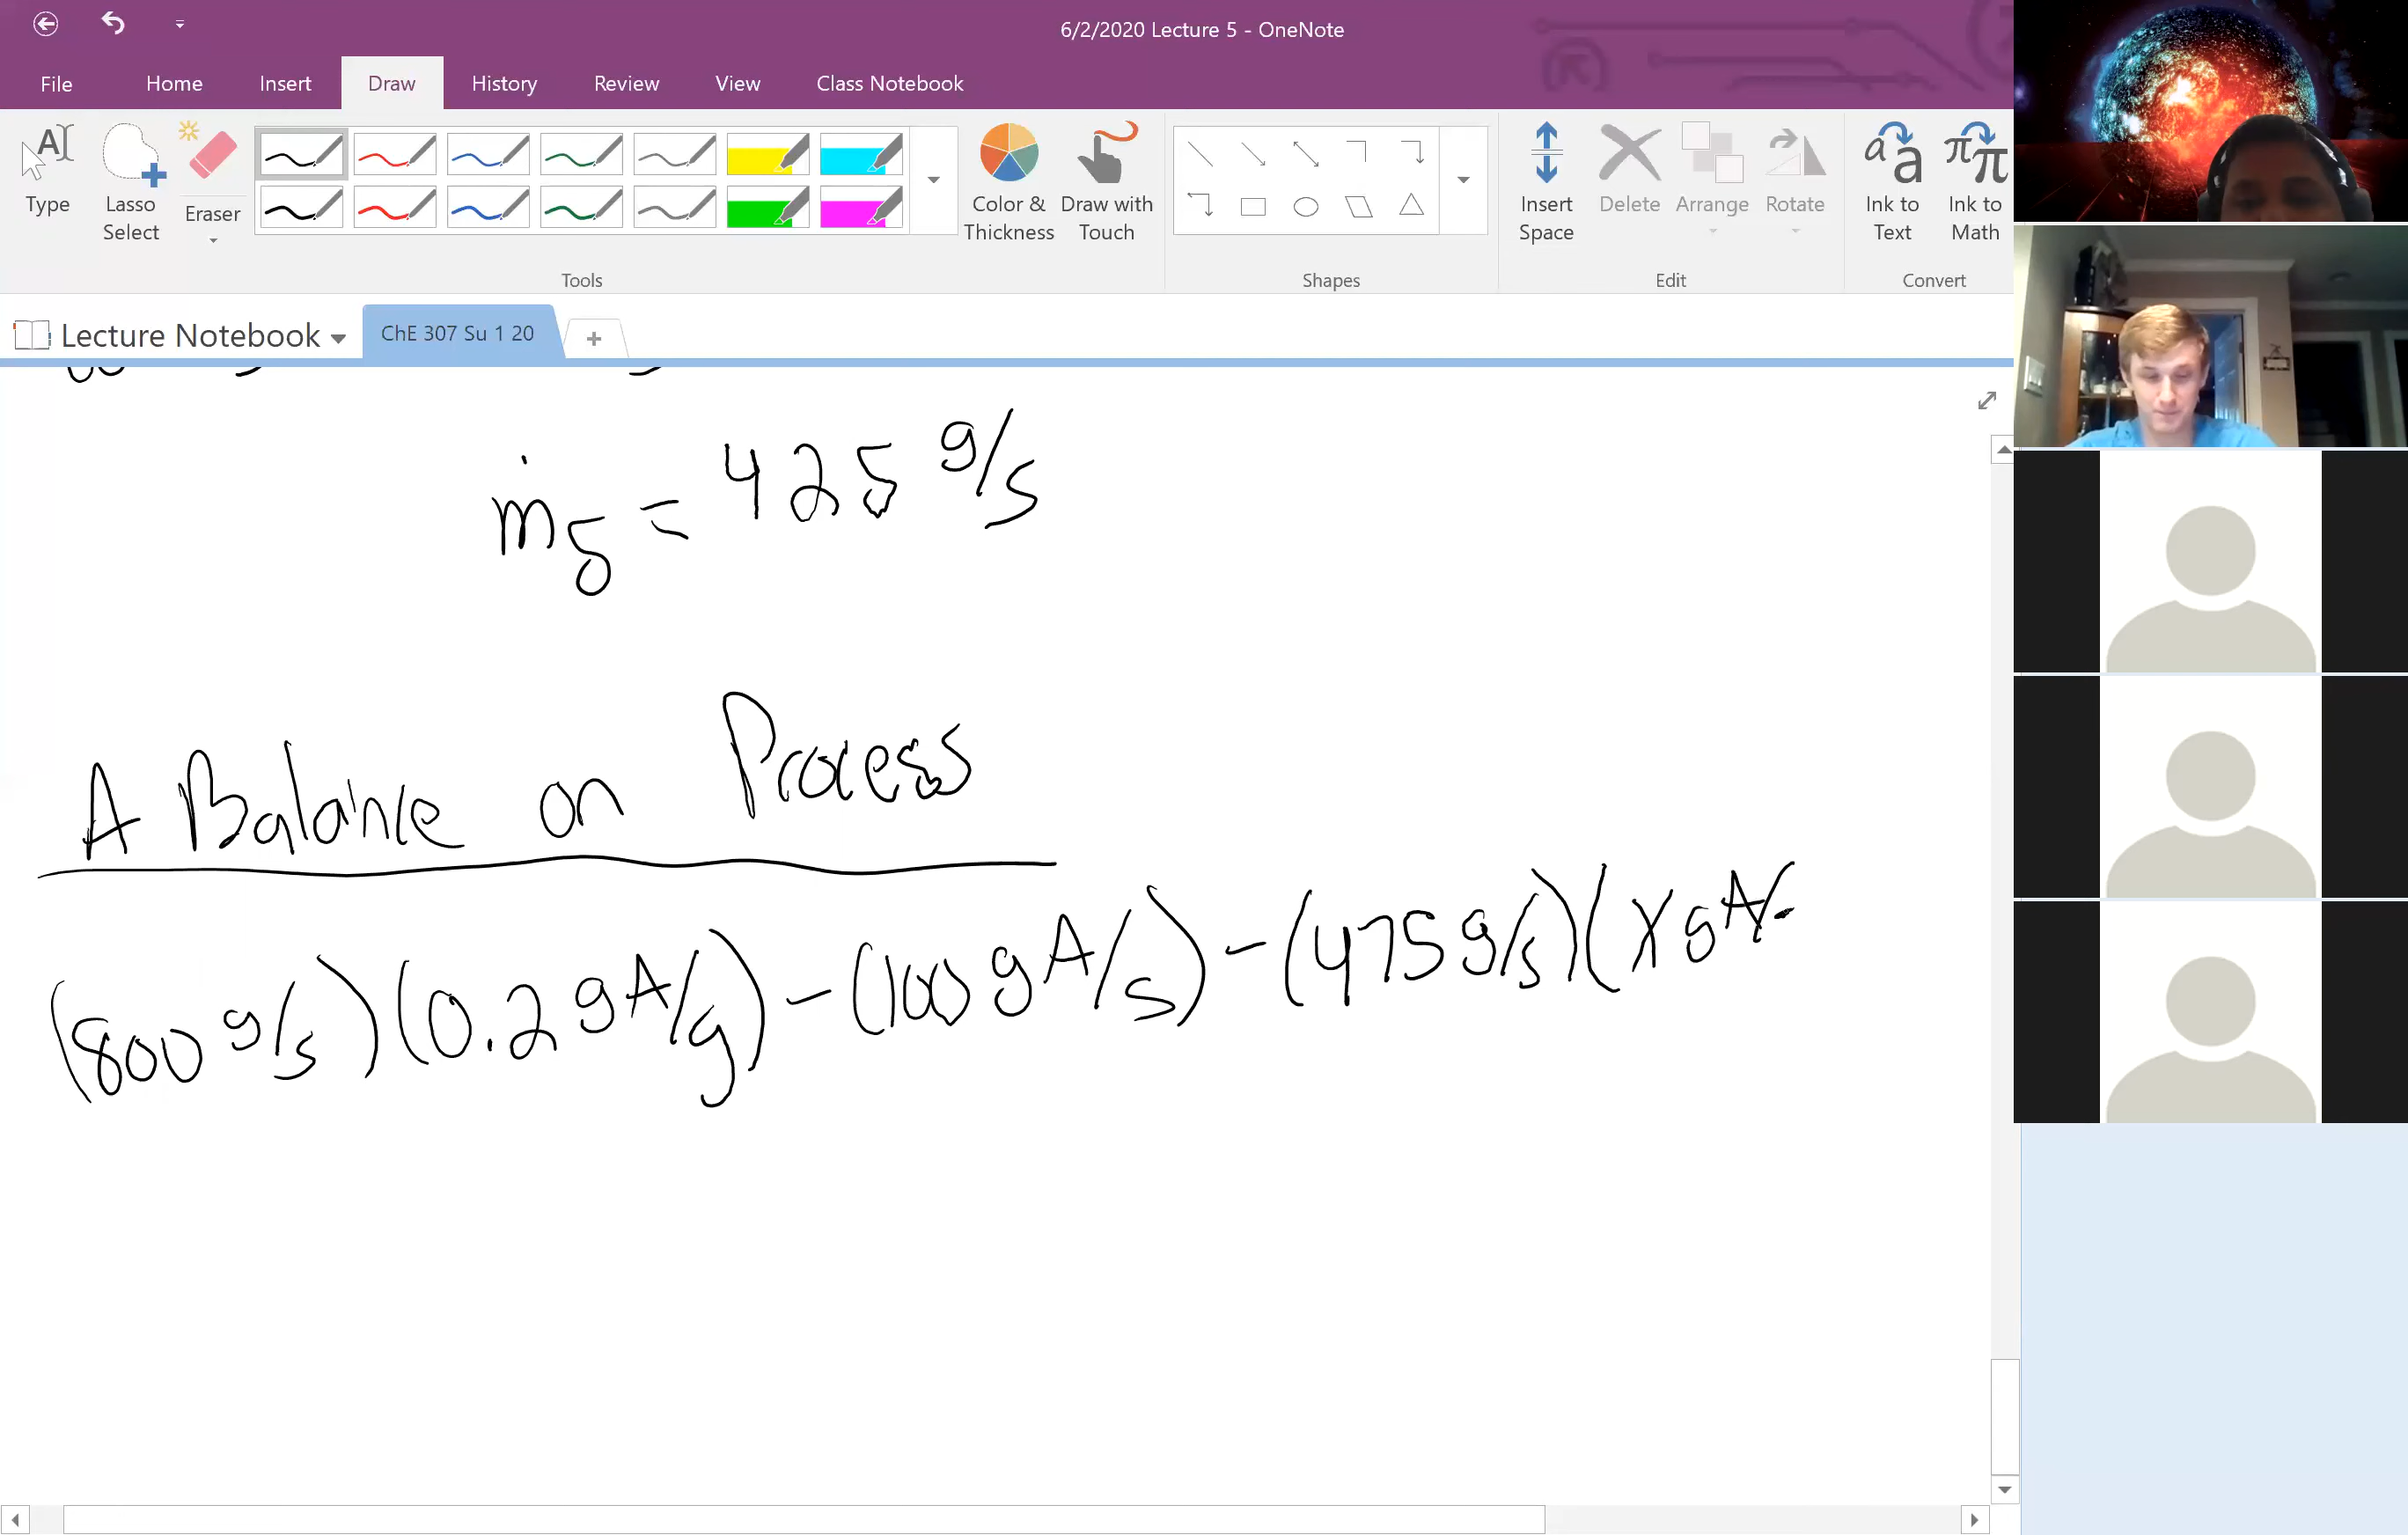 6/2/2020 Lecture 5 - OneNote
File Home Insert Draw History Review View Class Notebook
Type
Lasso Select
Eraser
Color & Thickness
Draw with Touch
Insert Space
Delete
Arrange
Rotate
Ink to Text
Ink to Math
Tools Shapes Edit Convert
Lecture Notebook ChE 307 Su 1 20 +
ṁ5 = 425 g/s
A Balance on Process
(800 g/s)(0.2 gA/g) - (100 gA/s) - (475 g/s)(X gA/